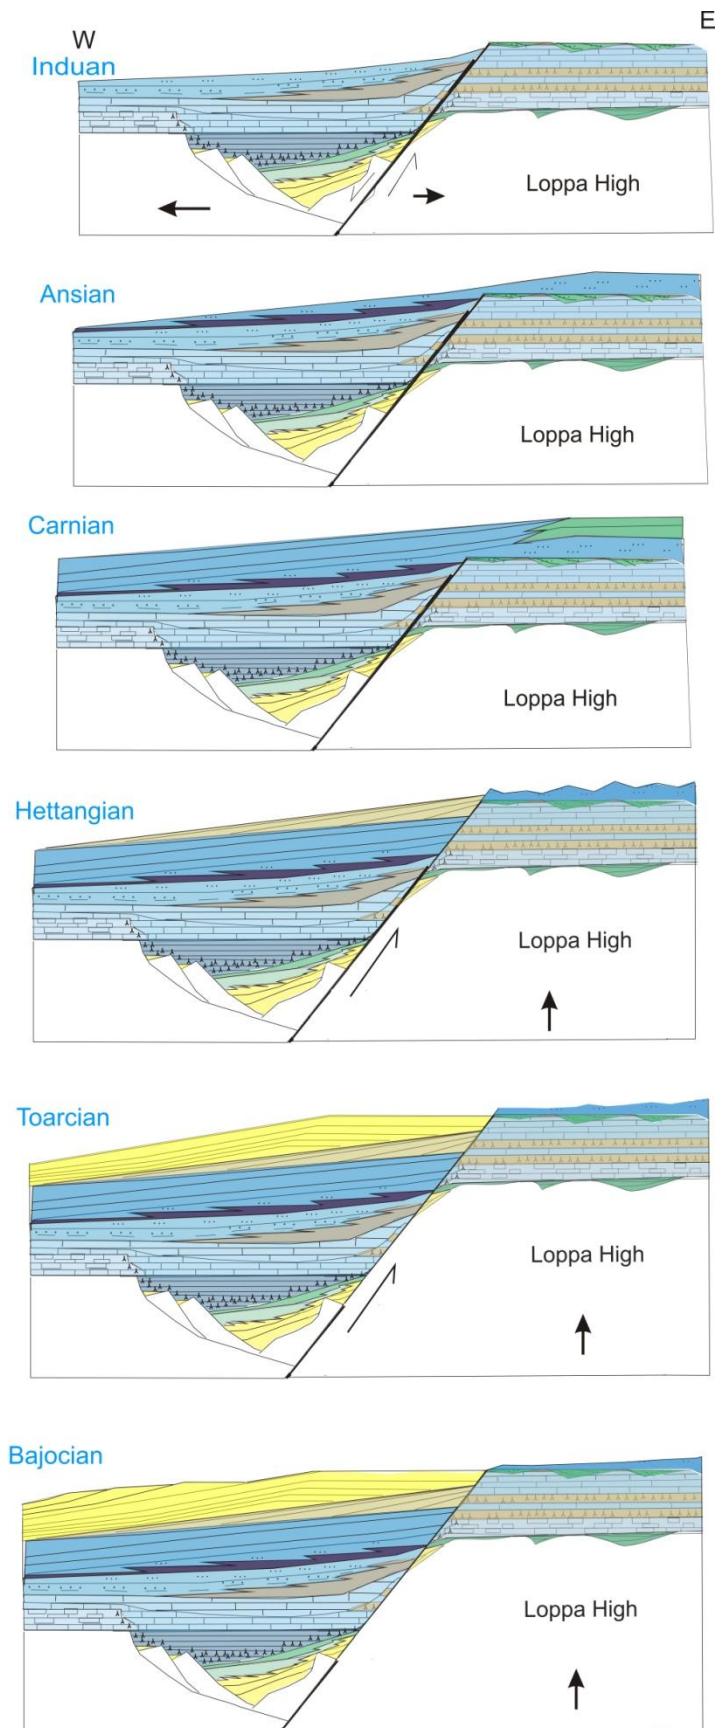 W
E
Induan
Loppa High
Ansian
Loppa High
Carnian
Loppa High
Hettangian
Loppa High
Toarcian
Loppa High
Bajocian
Loppa High